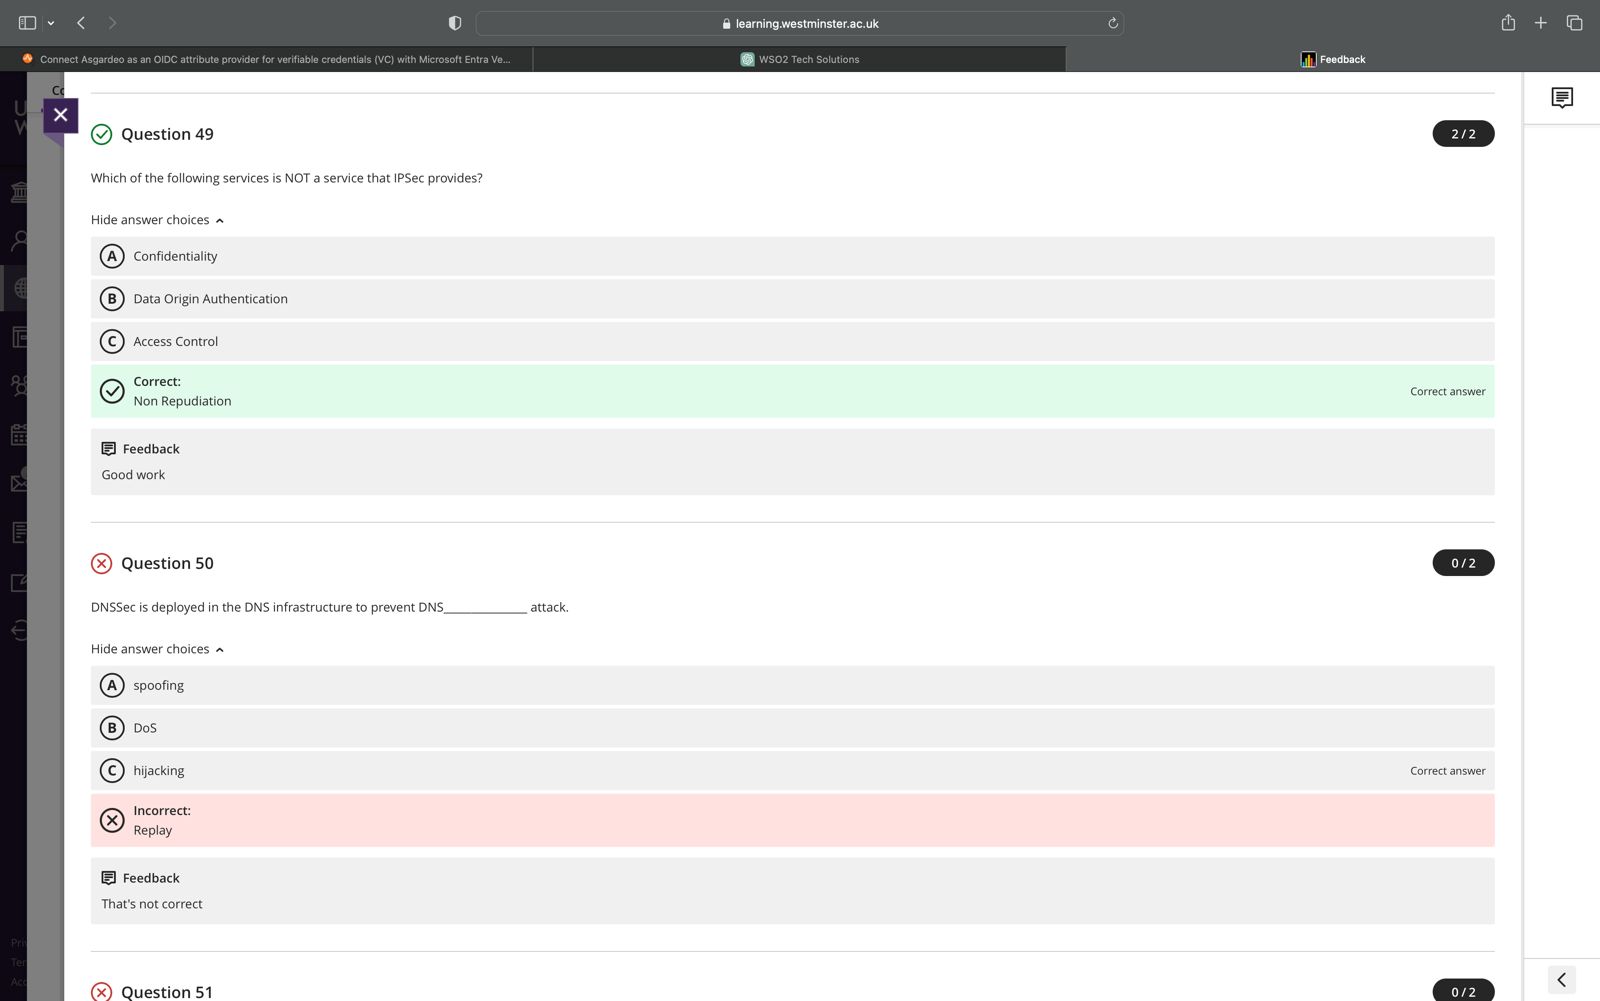 learning.westminster.ac.uk
Connect Asgardeo as an OIDC attribute provider for verifiable credentials (VC) with Microsoft Entra Ve...
WSO2 Tech Solutions
Feedback
Question 49
2 / 2
Which of the following services is NOT a service that IPSec provides?
Hide answer choices
A Confidentiality
B Data Origin Authentication
C Access Control
Correct:
Non Repudiation
Correct answer
Feedback
Good work
Question 50
0 / 2
DNSSec is deployed in the DNS infrastructure to prevent DNS______________ attack.
Hide answer choices
A spoofing
B DoS
C hijacking
Correct answer
Incorrect:
Replay
Feedback
That's not correct
Question 51
0 / 2